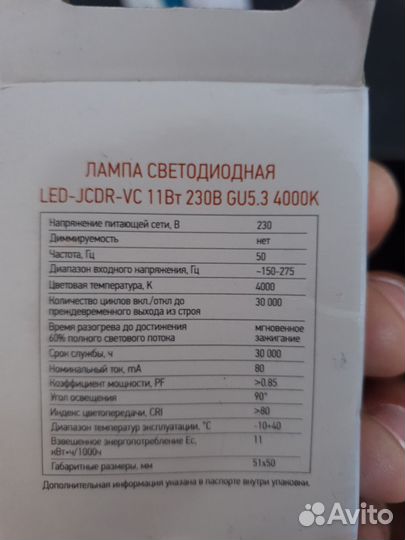 ЛАМПА СВЕТОДИОДНАЯ
LED-JCDR-VC 11Вт 230В GU5.3 4000К
Напряжение питающей сети, В 230
Диммируемость нет
Частота, Гц 50
Диапазон входного напряжения, Гц ~150-275
Цветовая температура, К 4000
Количество циклов вкл./откл до 30 000
преждевременного выхода из строя
Время разогрева до достижения мгновенное
60% полного светового потока зажигание
Срок службы, ч 30 000
Номинальный ток, mA 80
Коэффициент мощности, PF >0.85
Угол освещения 90°
Индекс цветопередачи, CRI >80
Диапазон температур эксплуатации, °С -10+40
Взвешенное энергопотребление Ес, 11
кВт•ч/1000ч
Габаритные размеры, мм 51x50
Дополнительная информация указана в паспорте внутри упаковки.
Avito